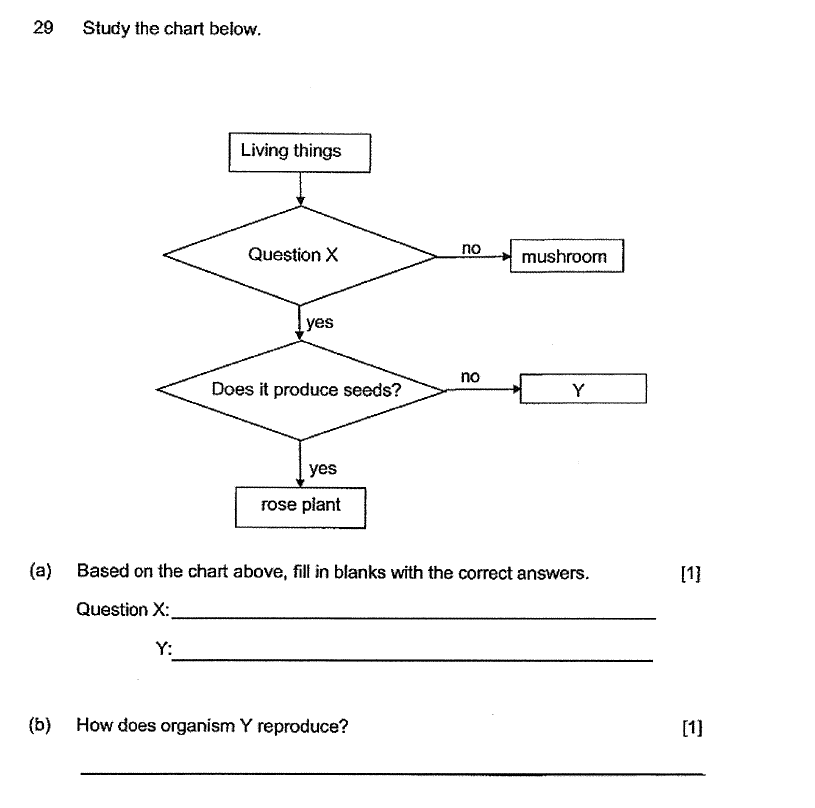 29 Study the chart below.
Living things
Question X
no
mushroom
yes
Does it produce seeds?
no
Y
yes
rose plant
(a) Based on the chart above, fill in blanks with the correct answers. [1]
Question X:
Y:
(b) How does organism Y reproduce? [1]